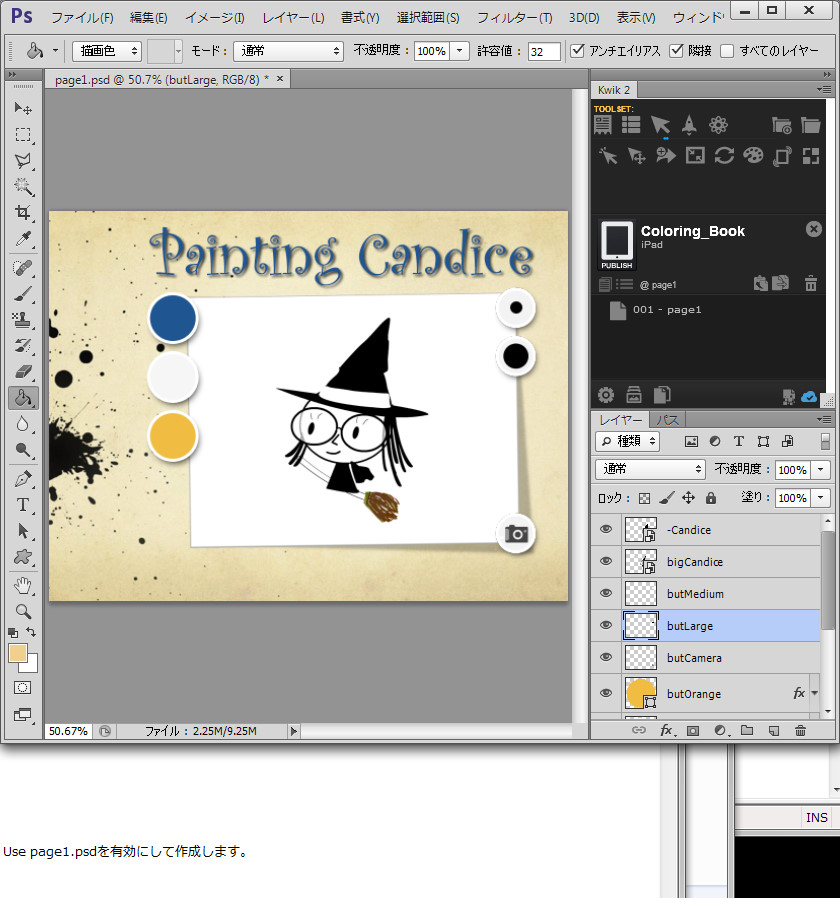 Ps ファイル(F) 編集(E) イメージ(I) レイヤー(L) 書式(Y) 選択範囲(S) フィルター(T) 3D(D) 表示(V) ウィンド
描画色 モード： 通常 不透明度： 100% 許容値： 32 アンチエイリアス 隣接 すべてのレイヤー
page1.psd @ 50.7% (butLarge, RGB/8) * ×
Kwik 2
TOOLSET:
Painting Candice
Coloring_Book
iPad
PUBLISH
@ page1
001 - page1
レイヤー パス
種類
通常 不透明度： 100%
ロック： 塗り： 100%
-Candice
bigCandice
butMedium
butLarge
butCamera
butOrange fx
50.67% ファイル：2.25M/9.25M
fx.
INS
Use page1.psdを有効にして作成します。